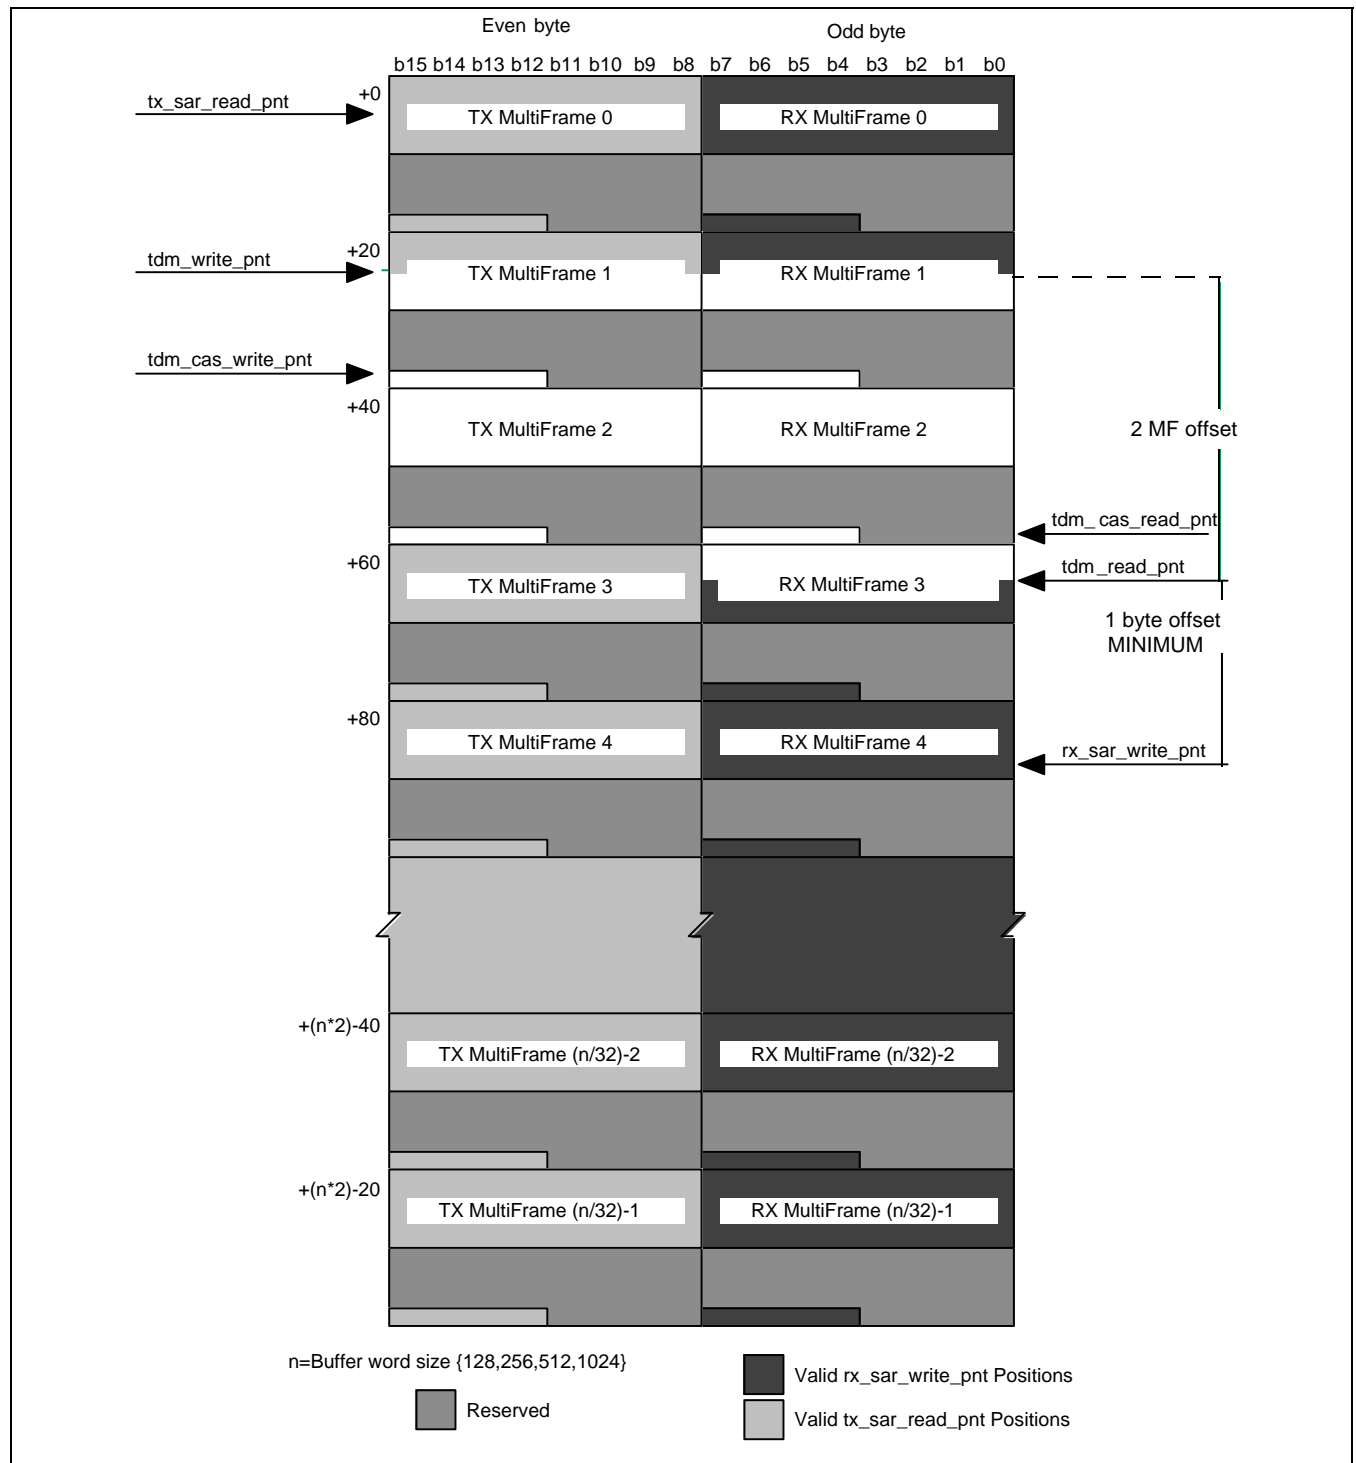 Even byte Odd byte
b15 b14 b13 b12 b11 b10 b9 b8 b7 b6 b5 b4 b3 b2 b1 b0
tx_sar_read_pnt +0 TX MultiFrame 0 RX MultiFrame 0
tdm_write_pnt +20 TX MultiFrame 1 RX MultiFrame 1
tdm_cas_write_pnt
+40 TX MultiFrame 2 RX MultiFrame 2 2 MF offset
tdm_cas_read_pnt
+60 TX MultiFrame 3 RX MultiFrame 3 tdm_read_pnt
1 byte offset
MINIMUM
+80 TX MultiFrame 4 RX MultiFrame 4 rx_sar_write_pnt
+(n*2)-40 TX MultiFrame (n/32)-2 RX MultiFrame (n/32)-2
+(n*2)-20 TX MultiFrame (n/32)-1 RX MultiFrame (n/32)-1
n=Buffer word size {128,256,512,1024}
Valid rx_sar_write_pnt Positions
Reserved
Valid tx_sar_read_pnt Positions